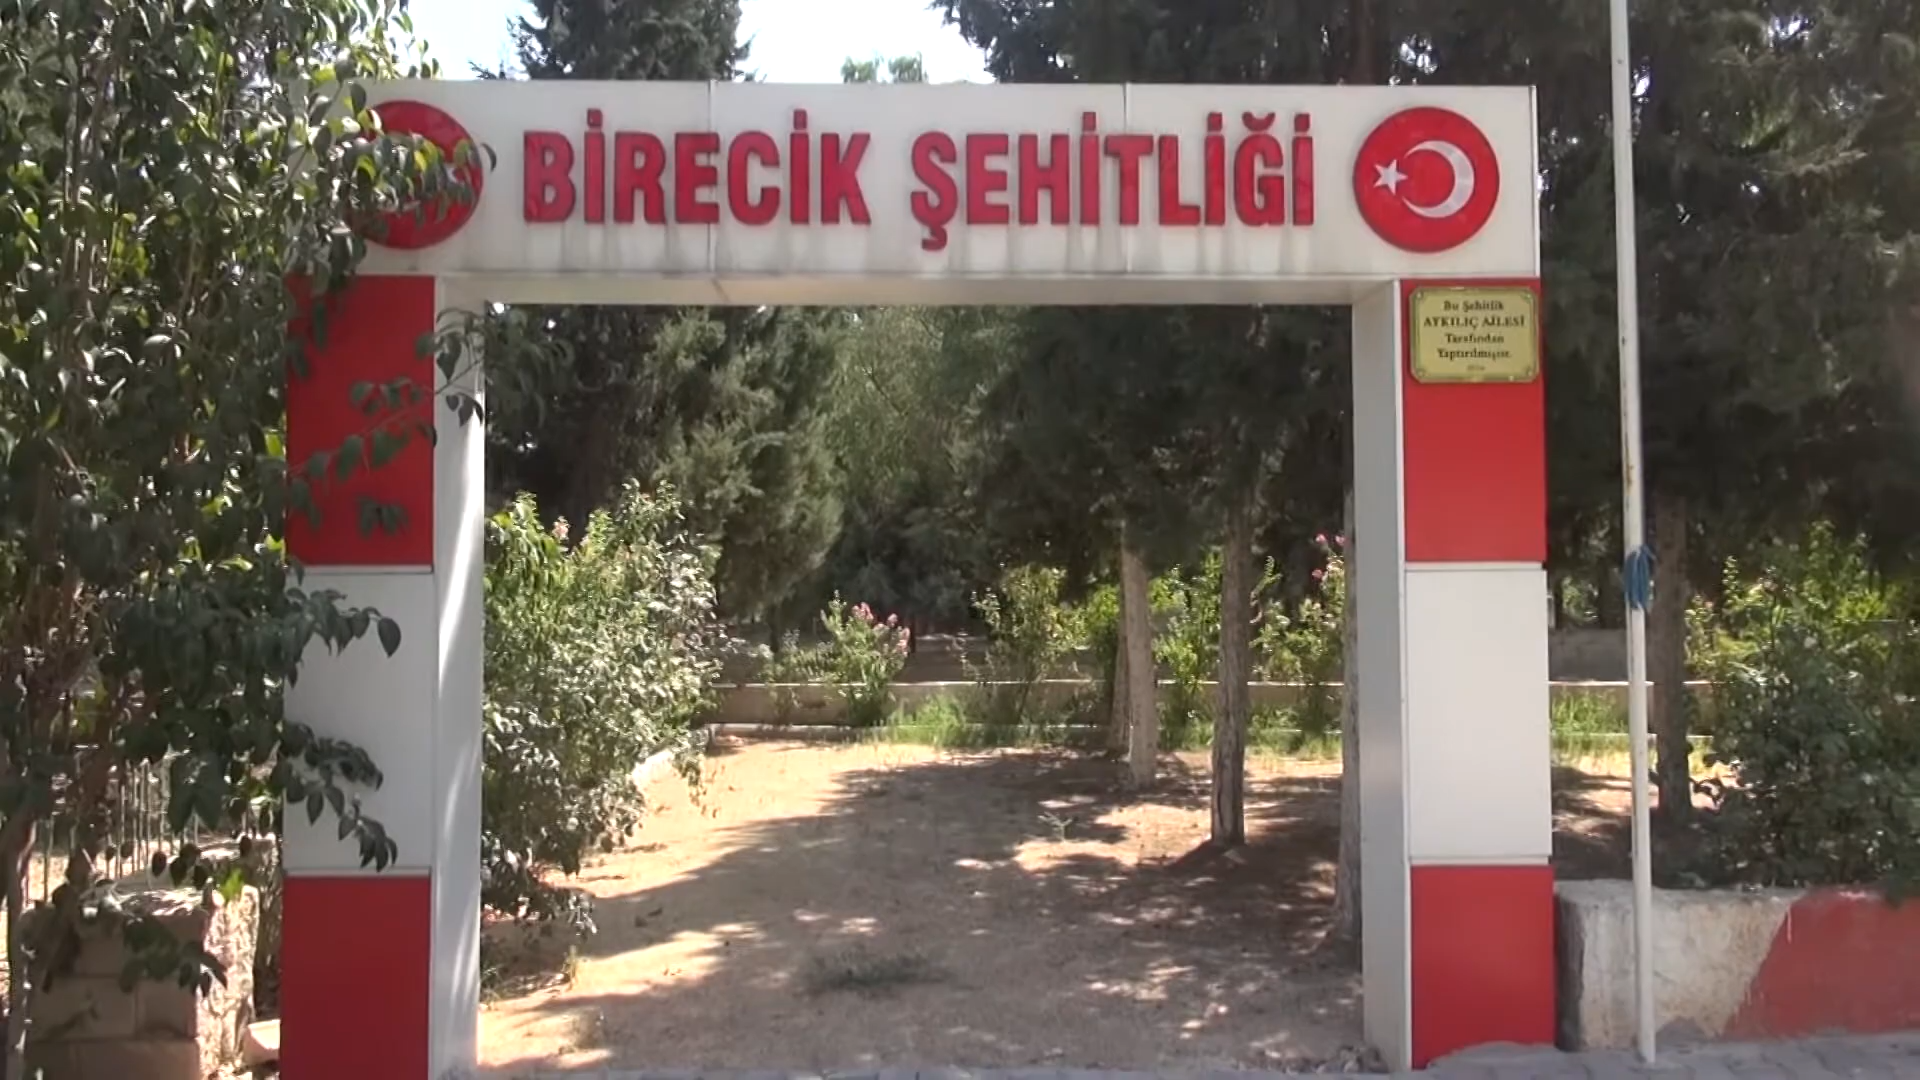 BİRECİK ŞEHİTLİĞİ
Bu Şehitlik
AYKILIÇ AİLESİ
Tarafından
Yaptırılmıştır.